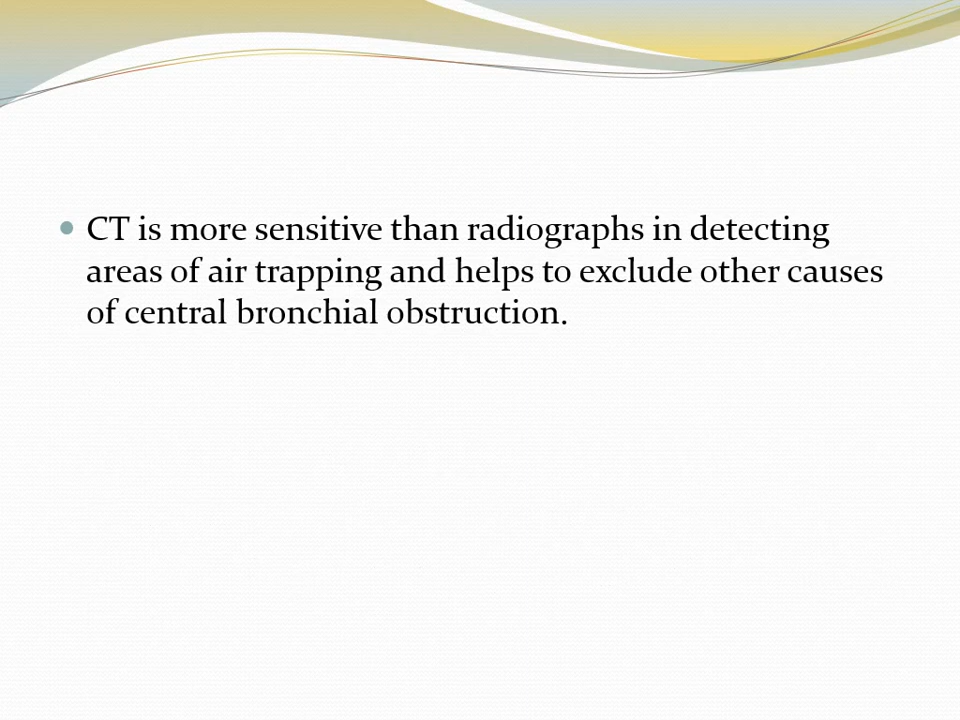 CT is more sensitive than radiographs in detecting
areas of air trapping and helps to exclude other causes
of central bronchial obstruction.